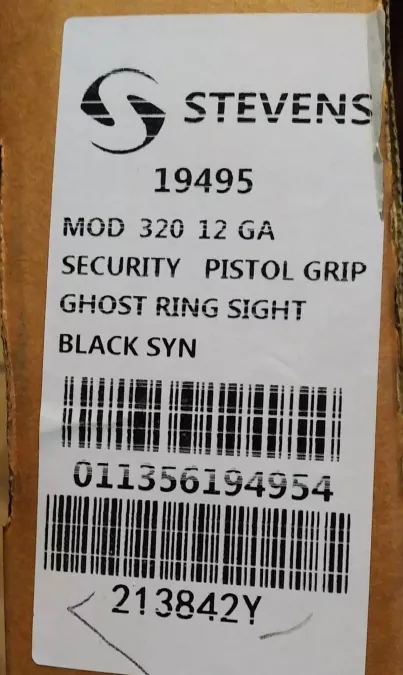 STEVENS
19495
MOD 320 12 GA
SECURITY PISTOL GRIP
GHOST RING SIGHT
BLACK SYN
011356194954
213842Y